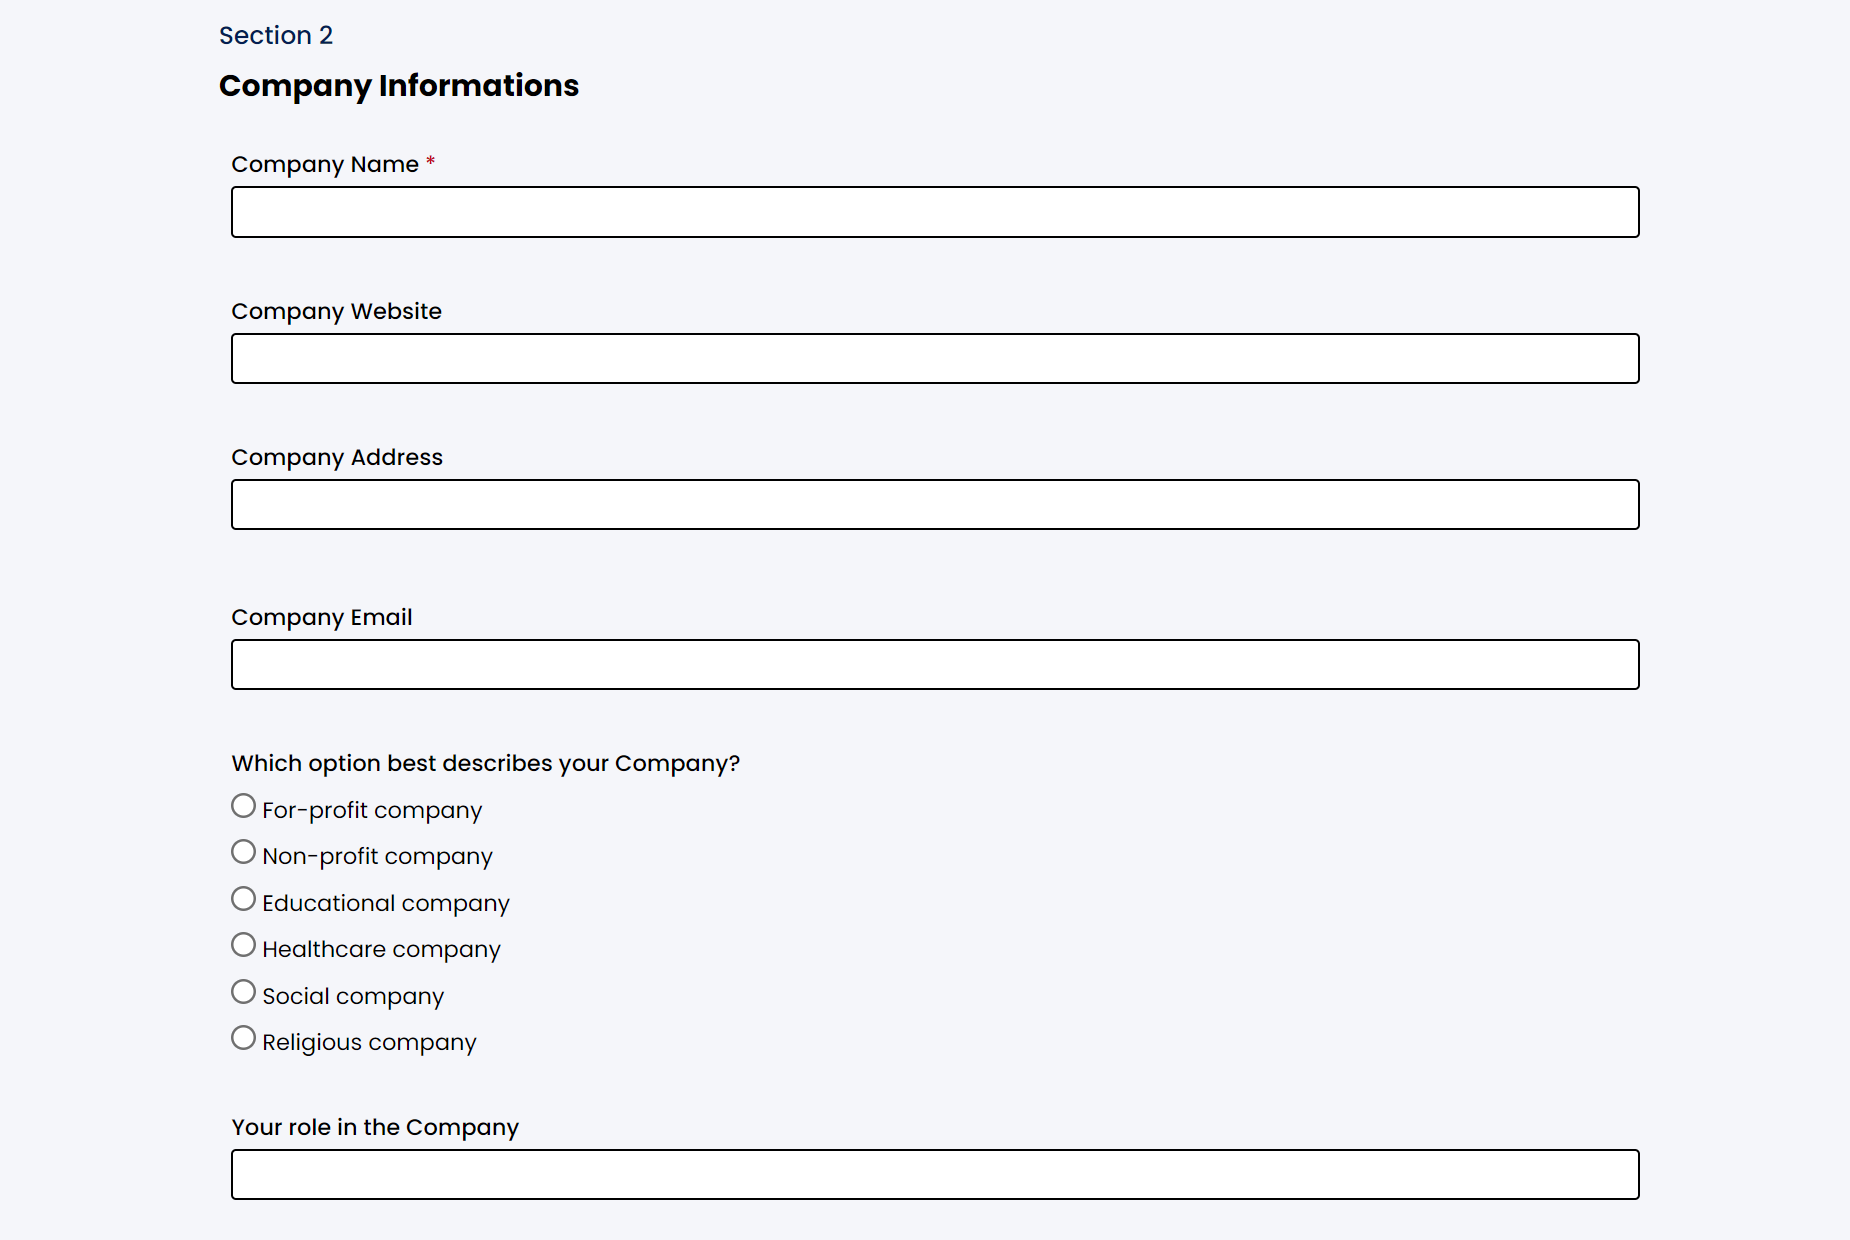 Section 2
Company Informations
Company Name *
Company Website
Company Address
Company Email
Which option best describes your Company?
For-profit company
Non-profit company
Educational company
Healthcare company
Social company
Religious company
Your role in the Company